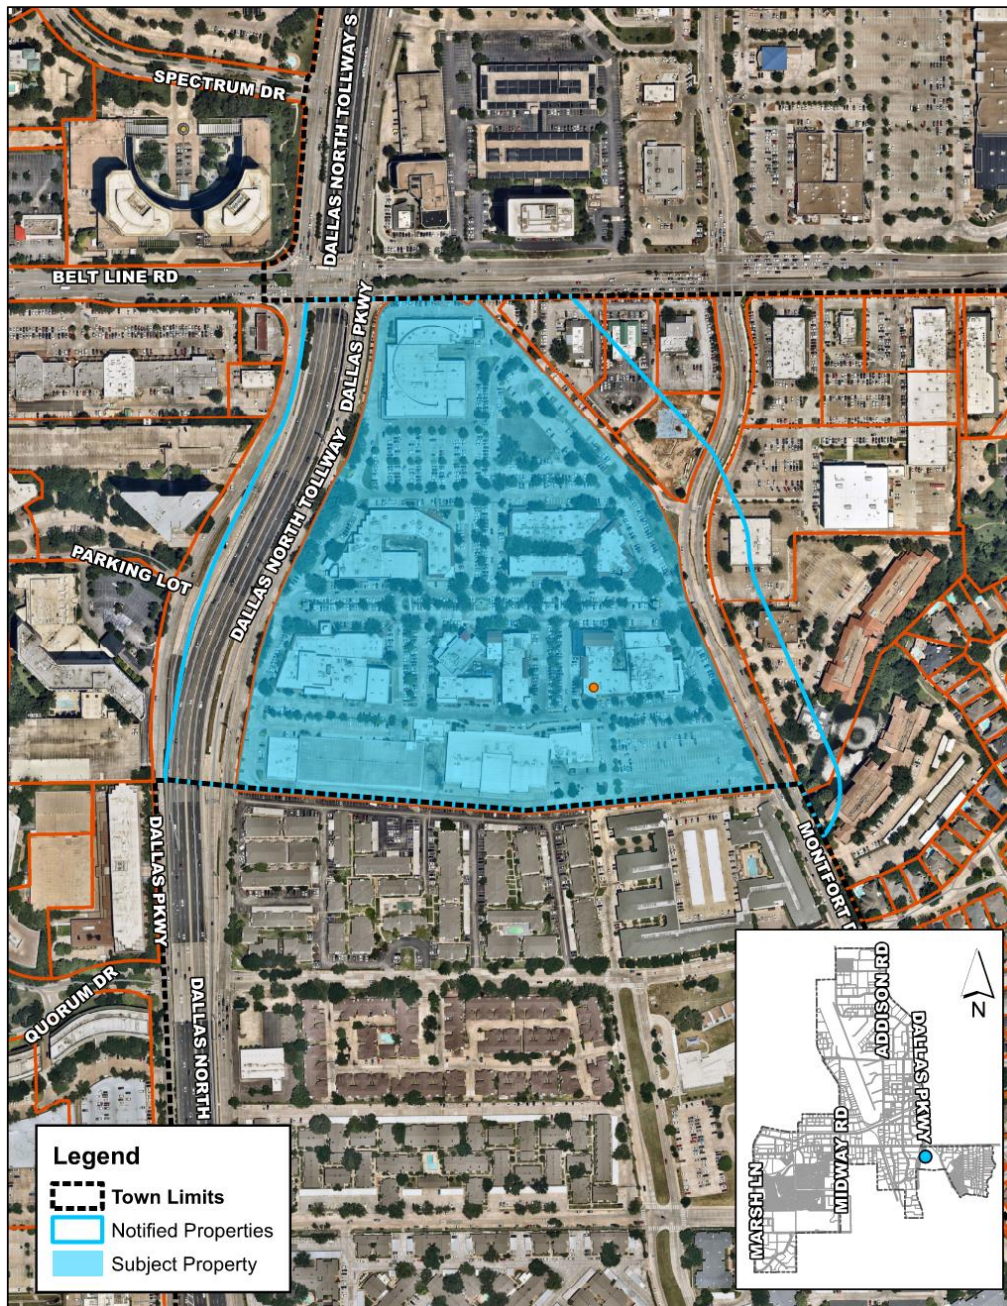 SPECTRUM DR
DALLAS NORTH TOLLWAY S
BELT LINE RD
DALLAS PKWY
DALLAS NORTH TOLLWAY
PARKING LOT
DALLAS PKWY
MONTFORT
QUORUM DR
DALLAS NORTH
Legend
Town Limits
Notified Properties
Subject Property
ADDISON RD
DALLAS PKWY
MIDWAY RD
MARSH LN
N